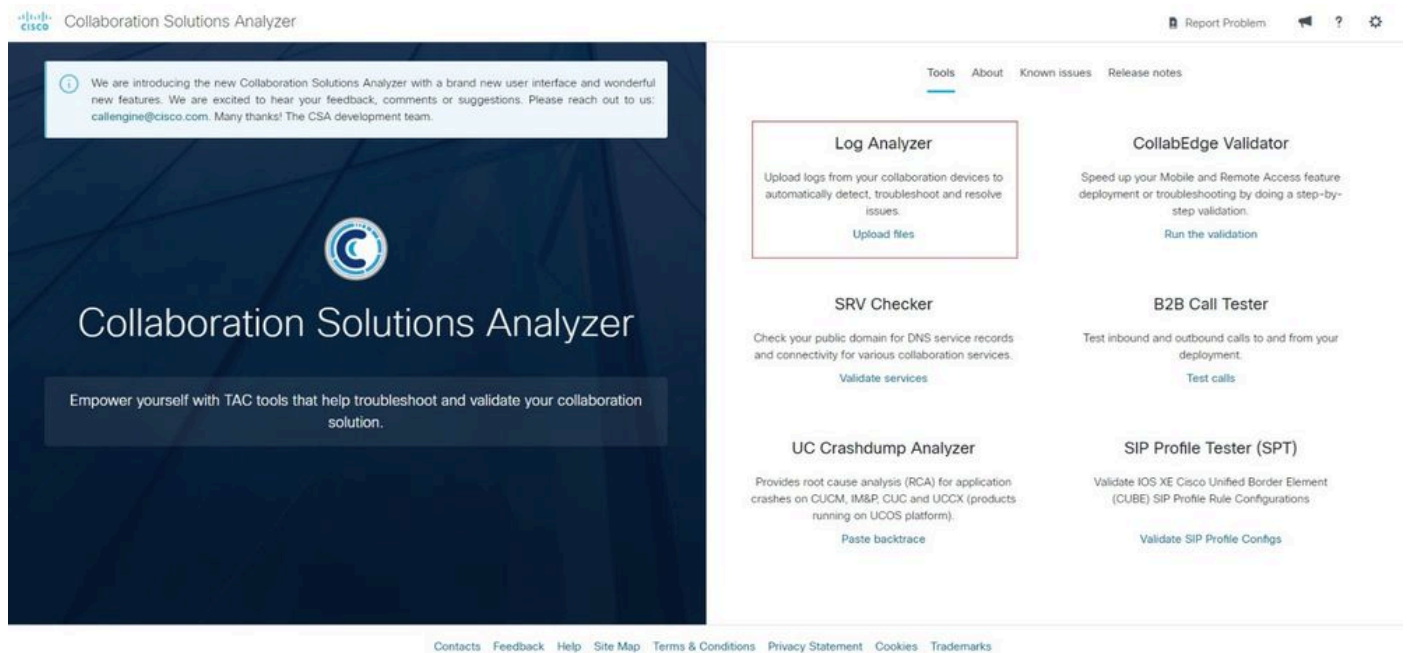 CISCO
Collaboration Solutions Analyzer
Report Problem
?
We are introducing the new Collaboration Solutions Analyzer with a brand new user interface and wonderful
new features. We are excited to hear your feedback, comments or suggestions. Please reach out to us:
callengine@cisco.com. Many thanks! The CSA development team.
Collaboration Solutions Analyzer
Empower yourself with TAC tools that help troubleshoot and validate your collaboration
solution.
Tools About Known issues Release notes
Log Analyzer
Upload logs from your collaboration devices to
automatically detect, troubleshoot and resolve
issues.
Upload files
CollabEdge Validator
Speed up your Mobile and Remote Access feature
deployment or troubleshooting by doing a step-by-
step validation.
Run the validation
SRV Checker
Check your public domain for DNS service records
and connectivity for various collaboration services.
Validate services
B2B Call Tester
Test inbound and outbound calls to and from your
deployment.
Test calls
UC Crashdump Analyzer
Provides root cause analysis (RCA) for application
crashes on CUCM, IM&P, CUC and UCCX (products
running on UCOS platform).
Paste backtrace
SIP Profile Tester (SPT)
Validate IOS XE Cisco Unified Border Element
(CUBE) SIP Profile Rule Configurations
Validate SIP Profile Configs
Contacts Feedback Help Site Map Terms & Conditions Privacy Statement Cookies Trademarks